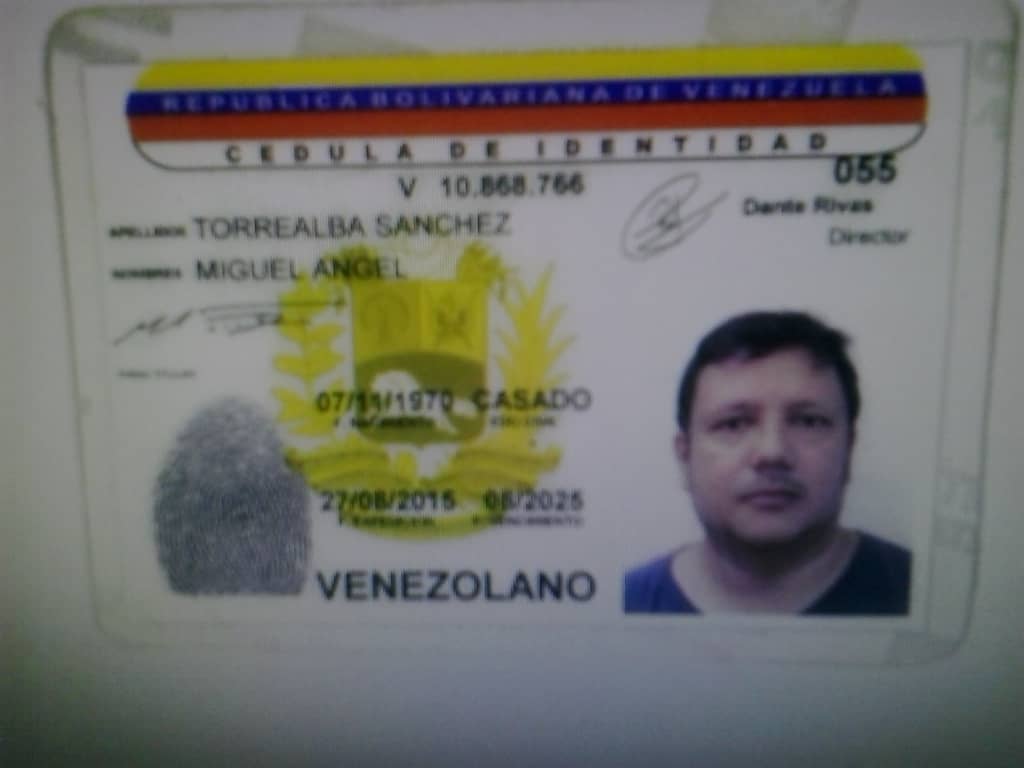 REPUBLICA BOLIVARIANA DE VENEZUELA
CEDULA DE IDENTIDAD
055
V 10.868.766
Dante Rivas
Director
APELLIDOS TORREALBA SANCHEZ
NOMBRES MIGUEL ANGEL
07/11/1970 CASADO
F. NACIMIENTO EDO. CIVIL
27/08/2015 08/2025
F. EXPEDICION F. VENCIMIENTO
VENEZOLANO